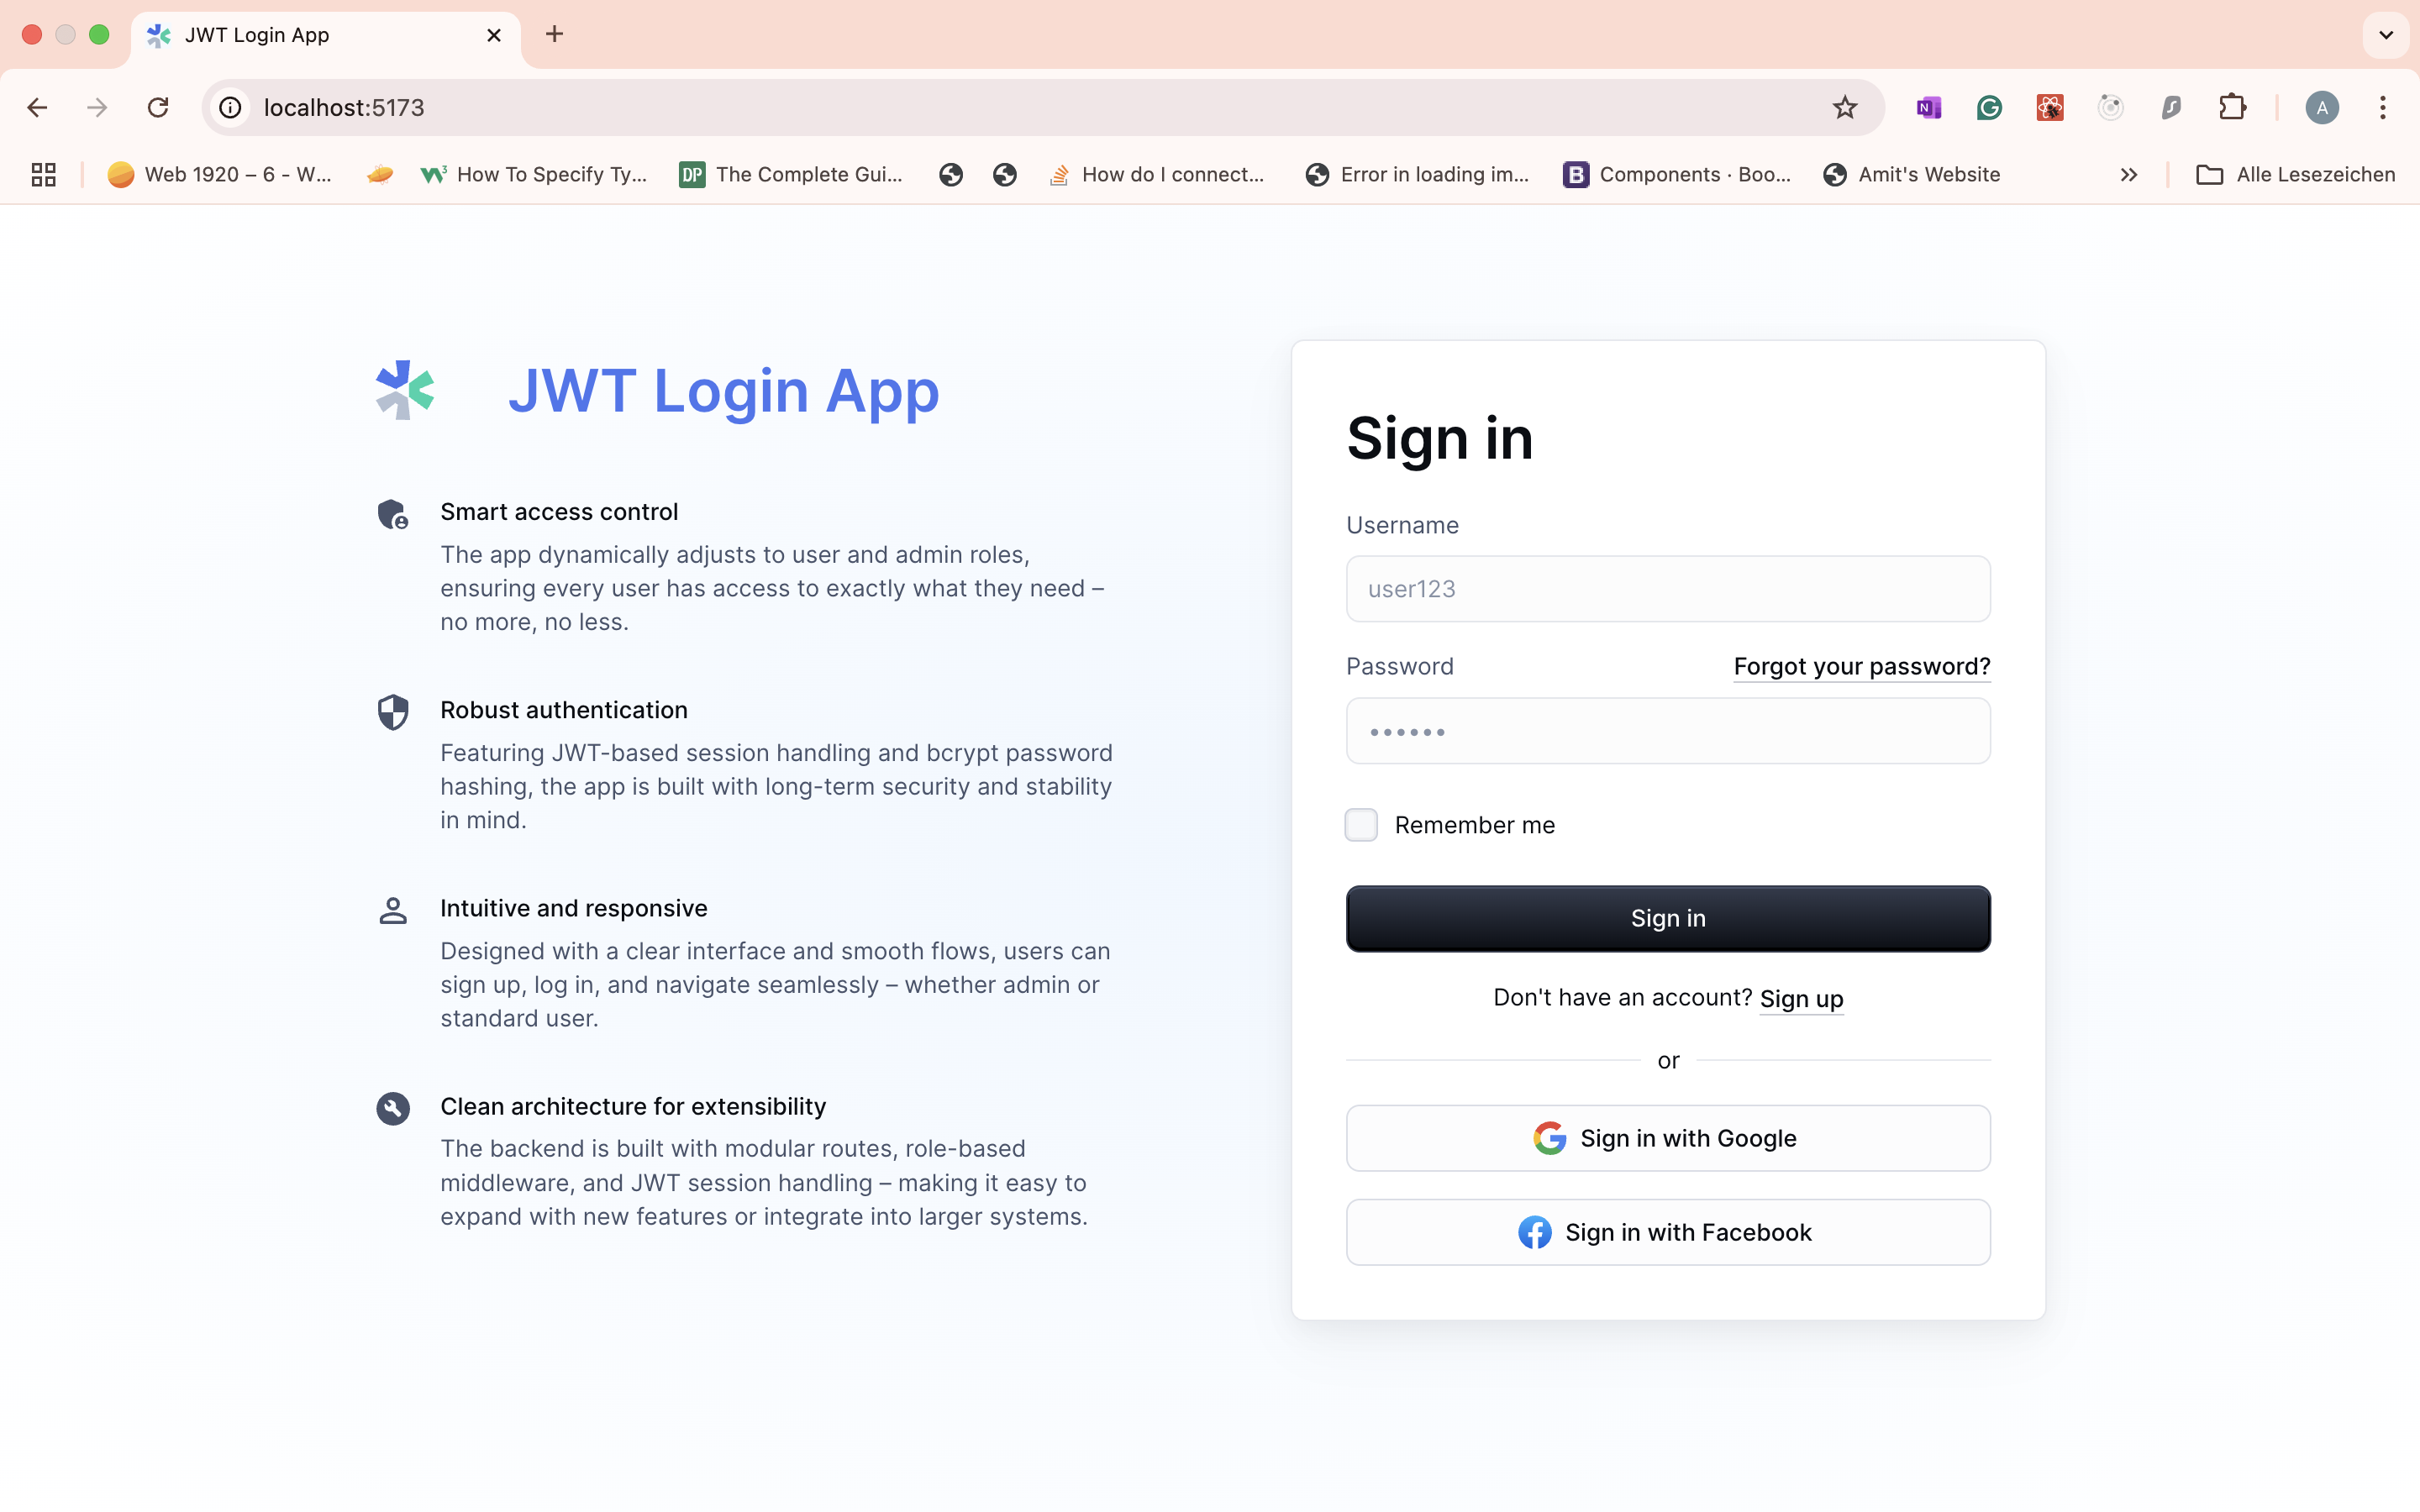 JWT Login App
localhost:5173
A
Web 1920 – 6 - W...
How To Specify Ty...
DP The Complete Gui...
How do I connect...
Error in loading im...
B Components · Boo...
Amit's Website
Alle Lesezeichen
JWT Login App
Smart access control
The app dynamically adjusts to user and admin roles,
ensuring every user has access to exactly what they need –
no more, no less.
Robust authentication
Featuring JWT-based session handling and bcrypt password
hashing, the app is built with long-term security and stability
in mind.
Intuitive and responsive
Designed with a clear interface and smooth flows, users can
sign up, log in, and navigate seamlessly – whether admin or
standard user.
Clean architecture for extensibility
The backend is built with modular routes, role-based
middleware, and JWT session handling – making it easy to
expand with new features or integrate into larger systems.
Sign in
Username
user123
Password Forgot your password?
••••••
Remember me
Sign in
Don't have an account? Sign up
or
Sign in with Google
Sign in with Facebook